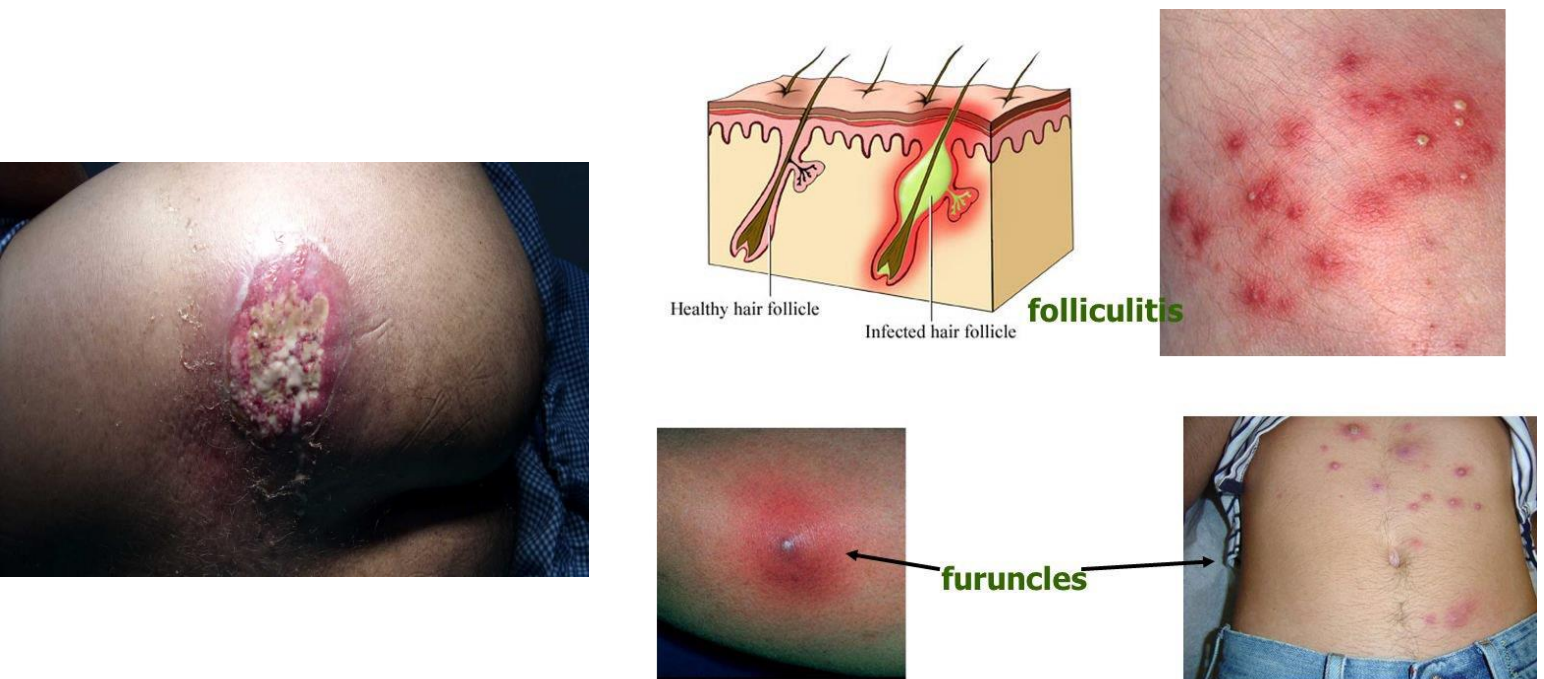 Healthy hair follicle
Infected hair follicle
folliculitis
furuncles